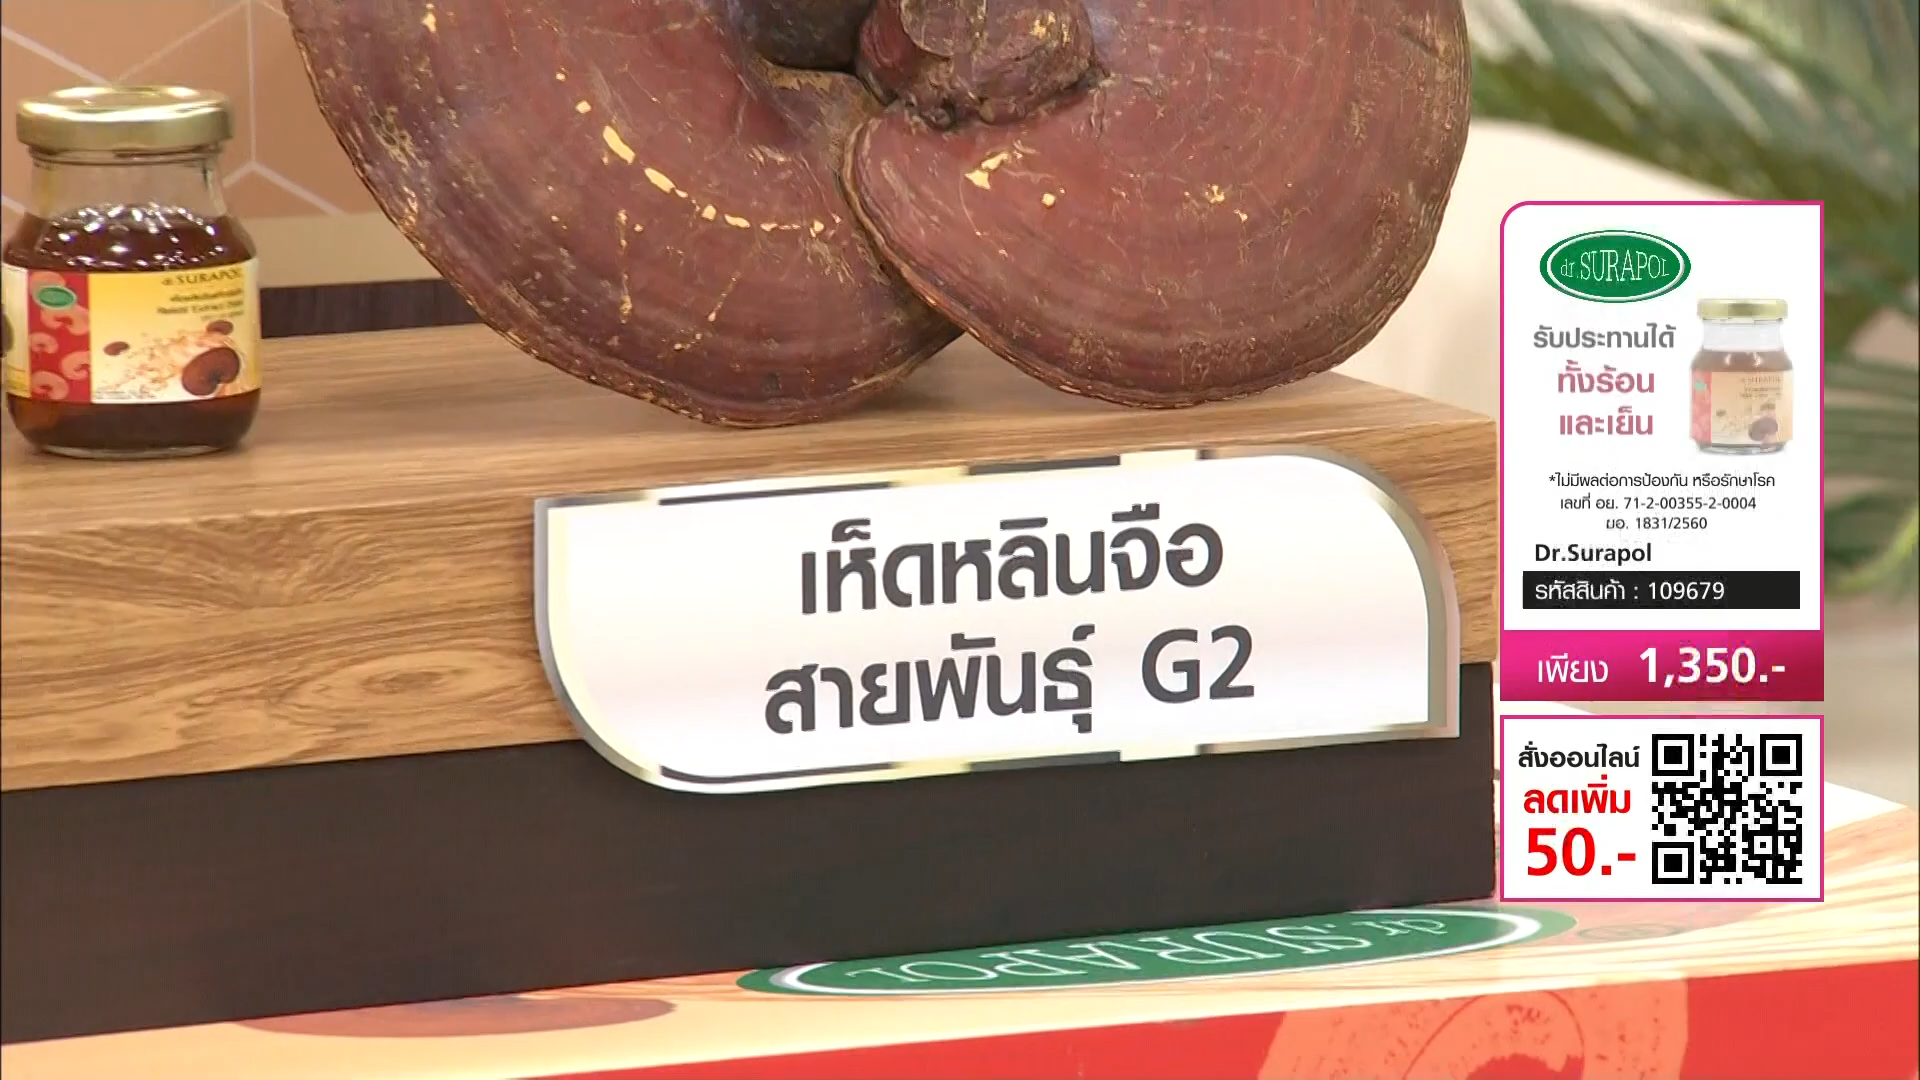 dr.SURAPOL
เห็ดหลินจือ
สายพันธุ์ G2
dr.SURAPOL
dr.SURAPOL
รับประทานได้
ทั้งร้อน
และเย็น
*ไม่มีผลต่อการป้องกัน หรือรักษาโรค
เลขที่ อย. 71-2-00355-2-0004
ฆอ. 1831/2560
Dr.Surapol
รหัสสินค้า : 109679
เพียง 1,350.-
สั่งออนไลน์
ลดเพิ่ม
50.-